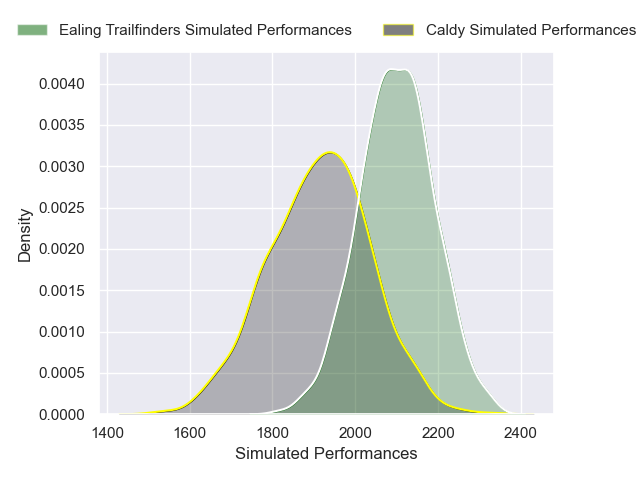 Ealing Trailfinders Simulated Performances Caldy Simulated Performances
0.0040
0.0035
0.0030
0.0025
0.0020
0.0015
0.0010
0.0005
0.0000
Density
1400 1600 1800 2000 2200 2400
Simulated Performances